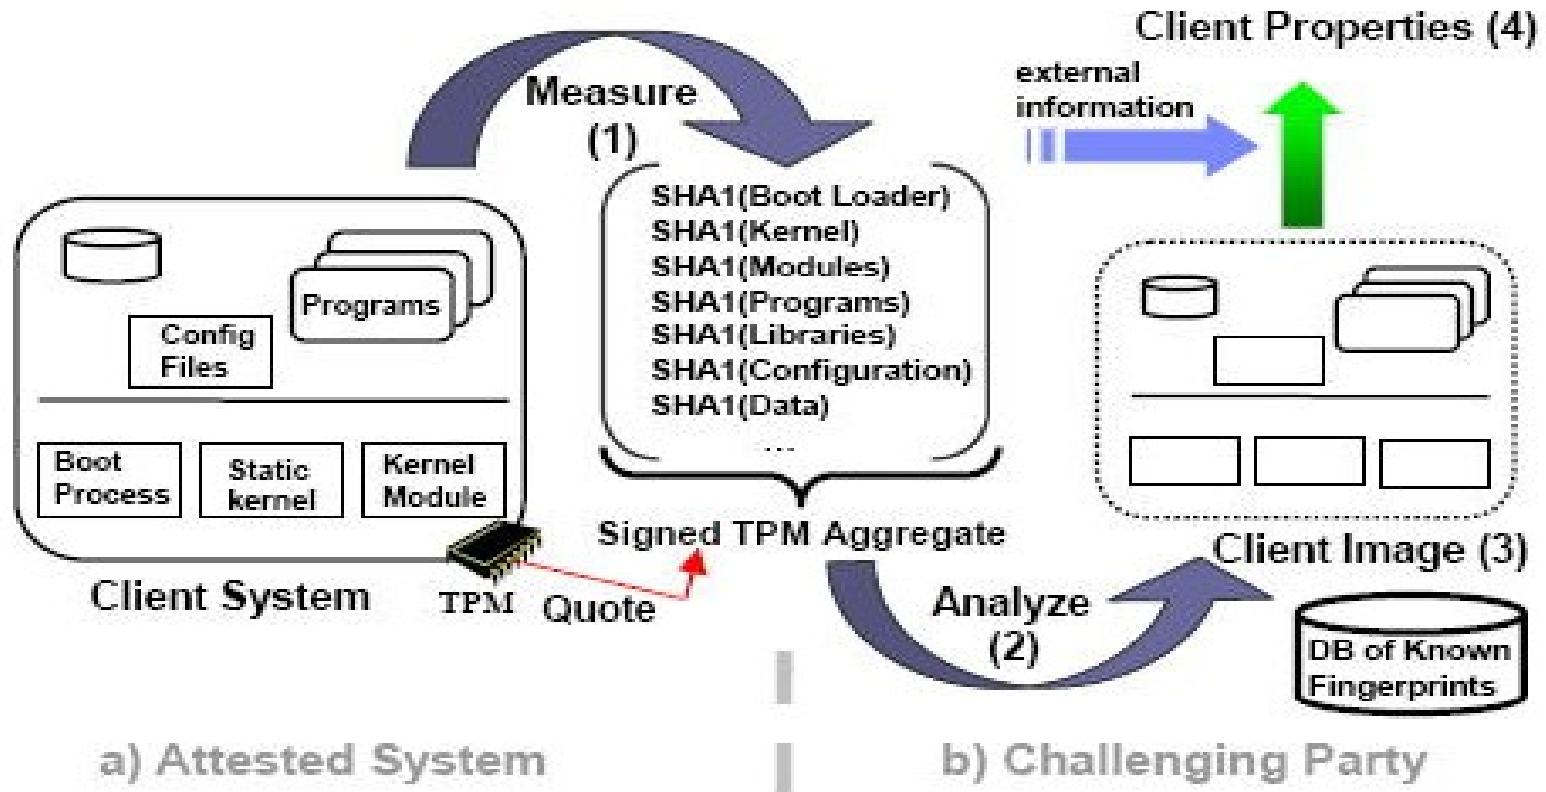 Client Properties (4)
external
information
Measure
(1)
SHA1(Boot Loader)
SHA1(Kernel)
SHA1(Modules)
SHA1(Programs)
SHA1(Libraries)
SHA1(Configuration)
SHA1(Data)
...
Programs
Config
Files
Boot
Process
Static
kernel
Kernel
Module
Signed TPM Aggregate
Client System
TPM
Quote
Analyze
(2)
Client Image (3)
DB of Known
Fingerprints
a) Attested System
b) Challenging Party